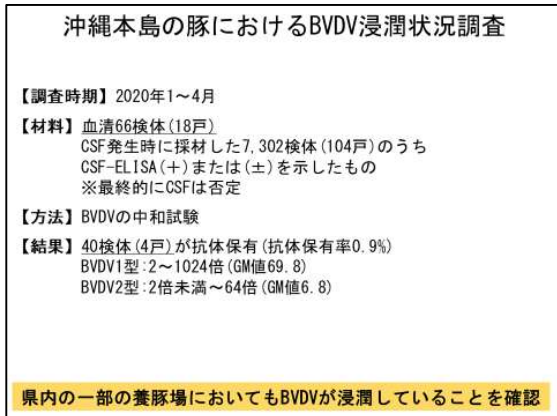 沖縄本島の豚におけるBVDV浸潤状況調査
【調査時期】2020年1~4月
【材料】血清66検体(18戸)
CSF発生時に採材した7,302検体(104戸)のうち
CSF-ELISA(+)または(±)を示したもの
※最終的にCSFは否定
【方法】BVDVの中和試験
【結果】40検体(4戸)が抗体保有(抗体保有率0.9%)
BVDV1型:2~1024倍(GM値69.8)
BVDV2型:2倍未満~64倍(GM値6.8)
県内の一部の養豚場においてもBVDVが浸潤していることを確認